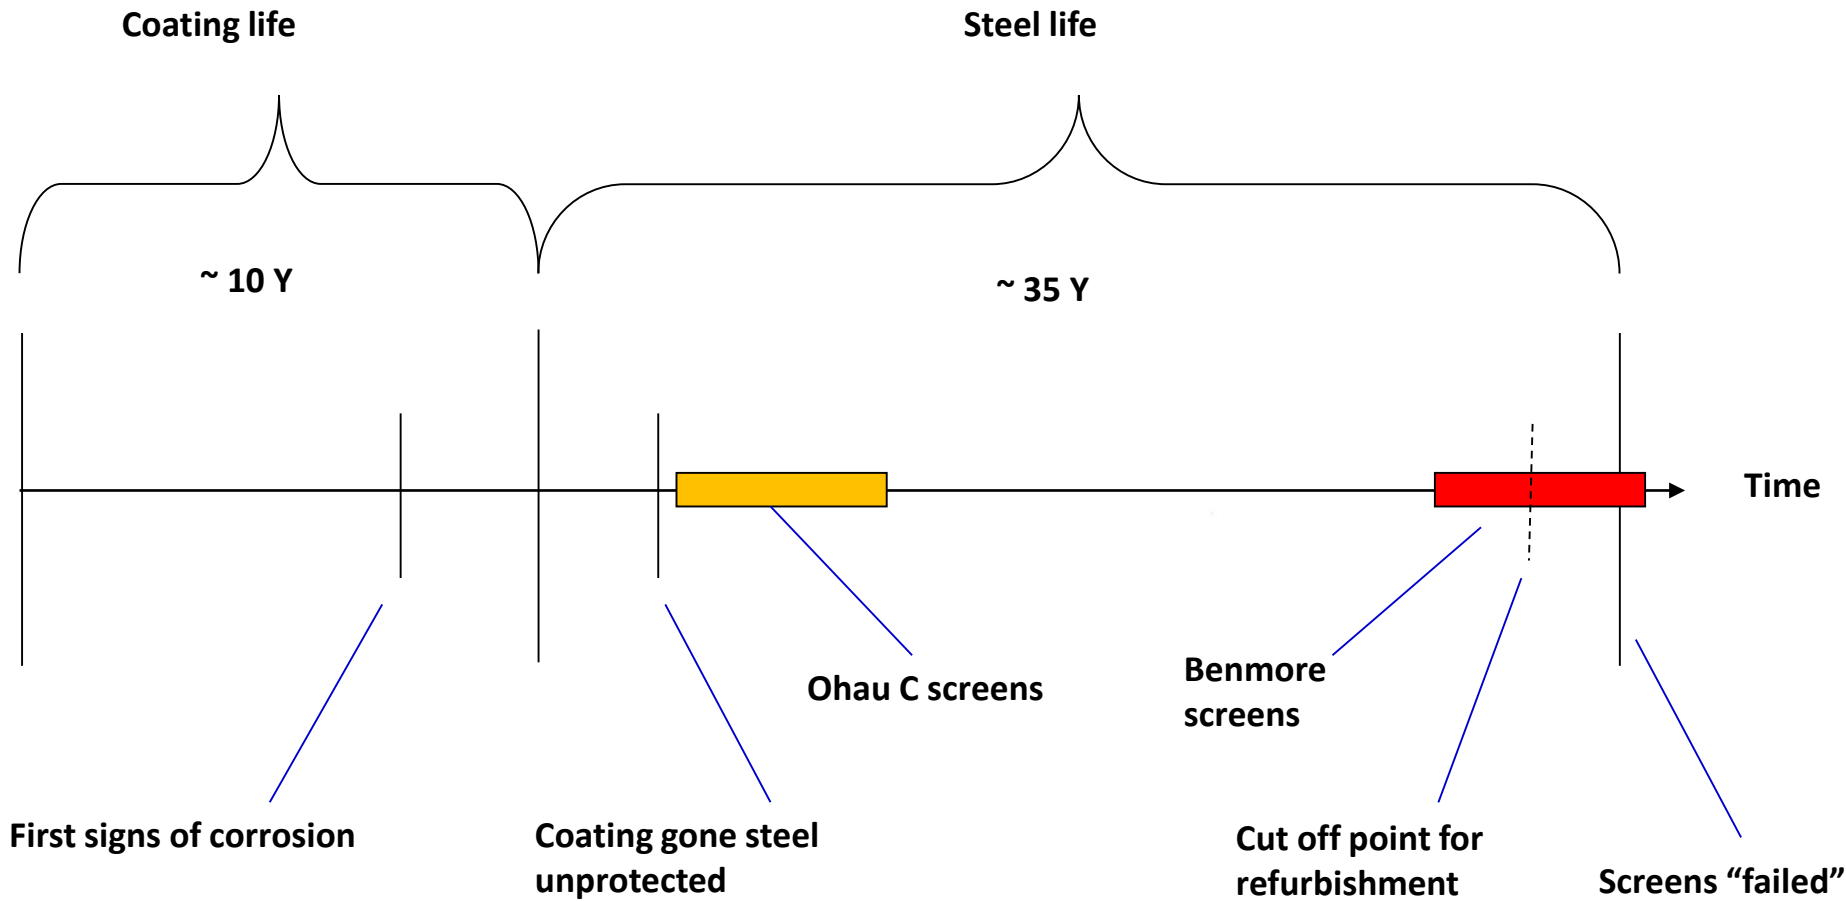 Coating life
Steel life
~ 10 Y
~ 35 Y
Time
Ohau C screens
Benmore
screens
First signs of corrosion
Coating gone steel
unprotected
Cut off point for
refurbishment
Screens “failed”